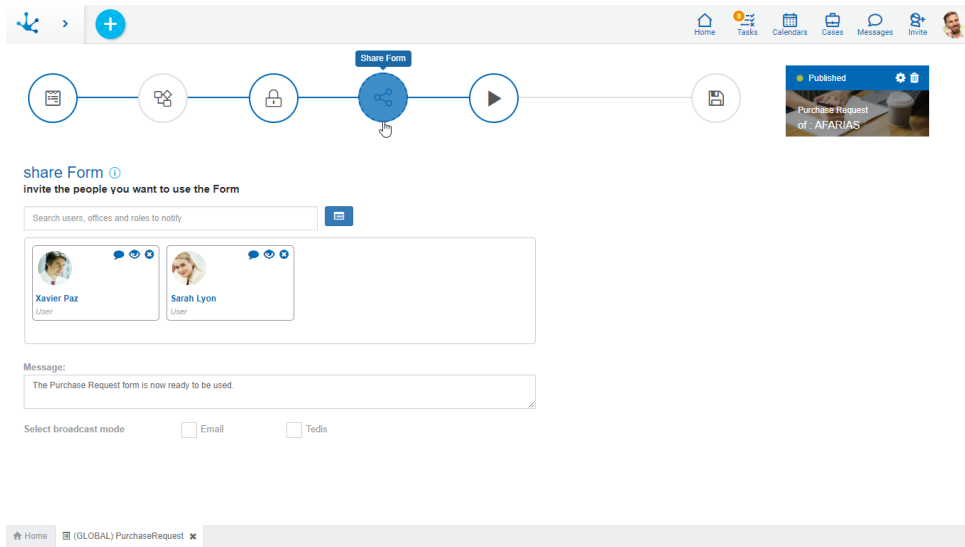 Home
6
Tasks
Calendars
Cases
Messages
Invite
Share Form
Published
Purchase Request
of : AFARIAS
share Form
invite the people you want to use the Form
Search users, offices and roles to notify
Xavier Paz
User
Sarah Lyon
User
Message:
The Purchase Request form is now ready to be used.
Select broadcast mode
Email
Tedis
Home
(GLOBAL) PurchaseRequest